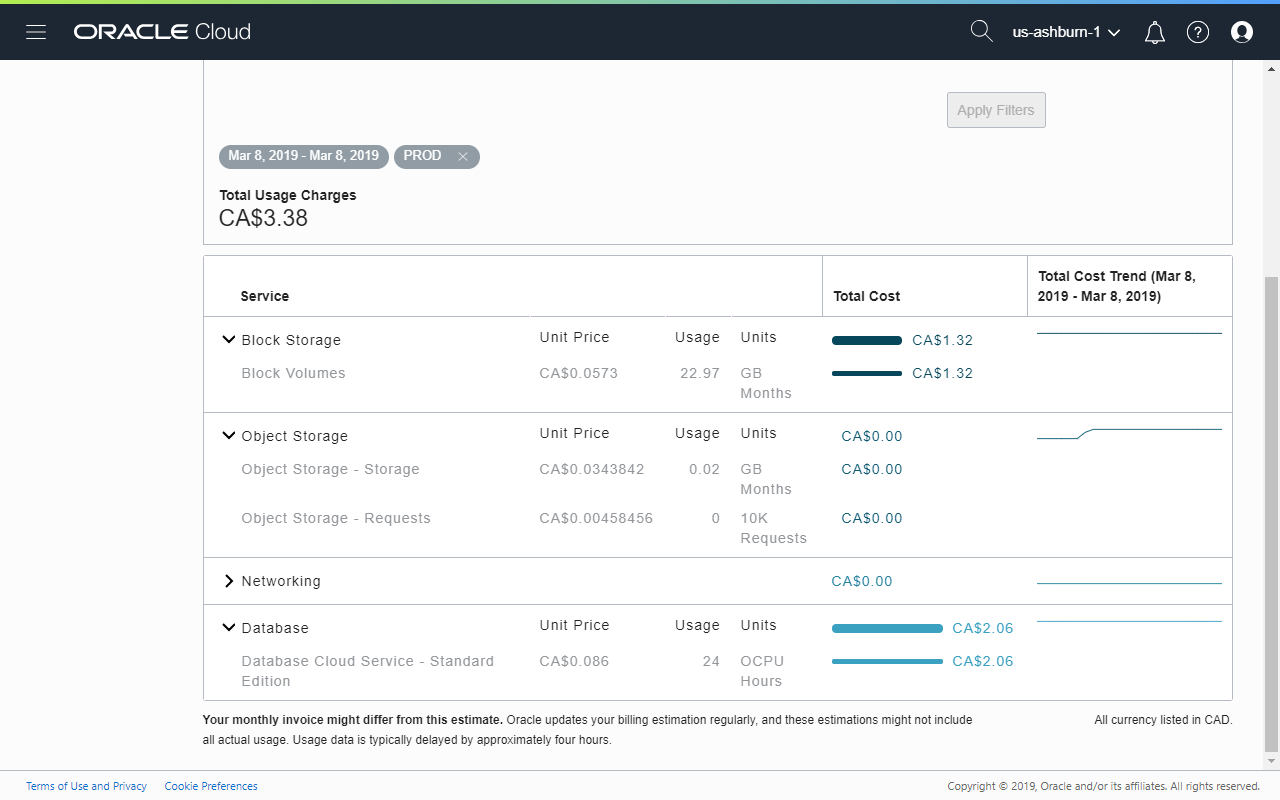 ORACLE Cloud
us-ashburn-1
Apply Filters
Mar 8, 2019 - Mar 8, 2019 PROD
Total Usage Charges
CA$3.38
Service Total Cost Total Cost Trend (Mar 8,
2019 - Mar 8, 2019)
Block Storage Unit Price Usage Units CA$1.32
Block Volumes CA$0.0573 22.97 GB CA$1.32
Months
Object Storage Unit Price Usage Units CA$0.00
Object Storage - Storage CA$0.0343842 0.02 GB CA$0.00
Months
Object Storage - Requests CA$0.00458456 0 10K CA$0.00
Requests
Networking CA$0.00
Database Unit Price Usage Units CA$2.06
Database Cloud Service - Standard CA$0.086 24 OCPU CA$2.06
Edition Hours
Your monthly invoice might differ from this estimate. Oracle updates your billing estimation regularly, and these estimations might not include All currency listed in CAD.
all actual usage. Usage data is typically delayed by approximately four hours.
Terms of Use and Privacy Cookie Preferences Copyright © 2019, Oracle and/or its affiliates. All rights reserved.